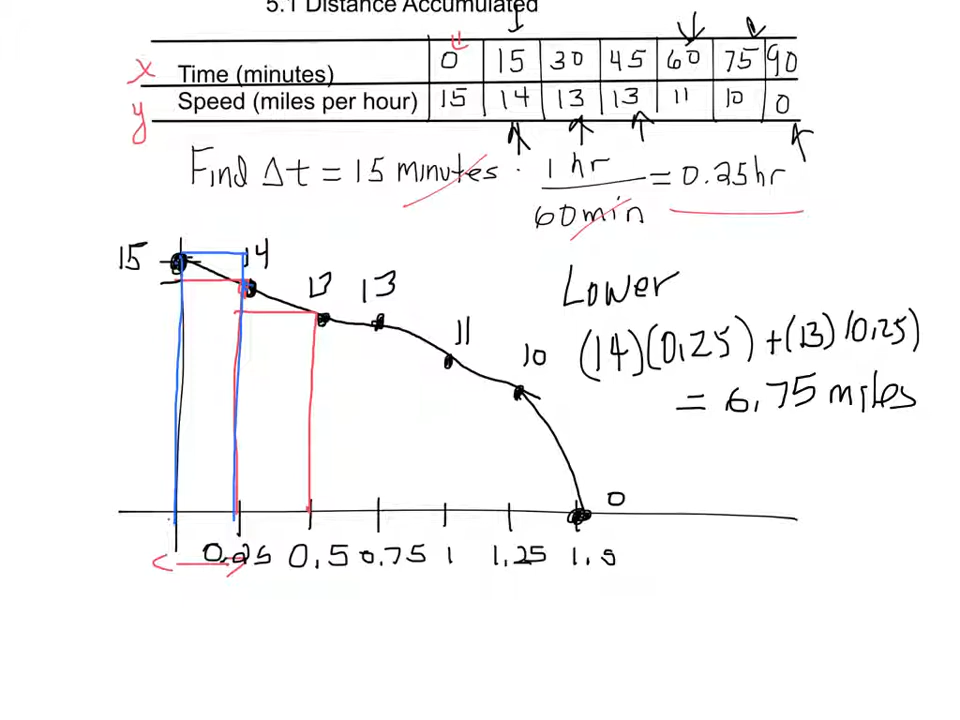 5.1 Distance Accumulated
x Time (minutes) 0 15 30 45 60 75 90
y Speed (miles per hour) 15 14 13 13 11 10 0
Find Δt = 15 minutes · 1 hr / 60 min = 0.25hr
15 14 13 13 11 10 0
Lower
(14)(0.25) + (13)(0.25)
= 6.75 miles
0.25 0.5 0.75 1 1.25 1.5